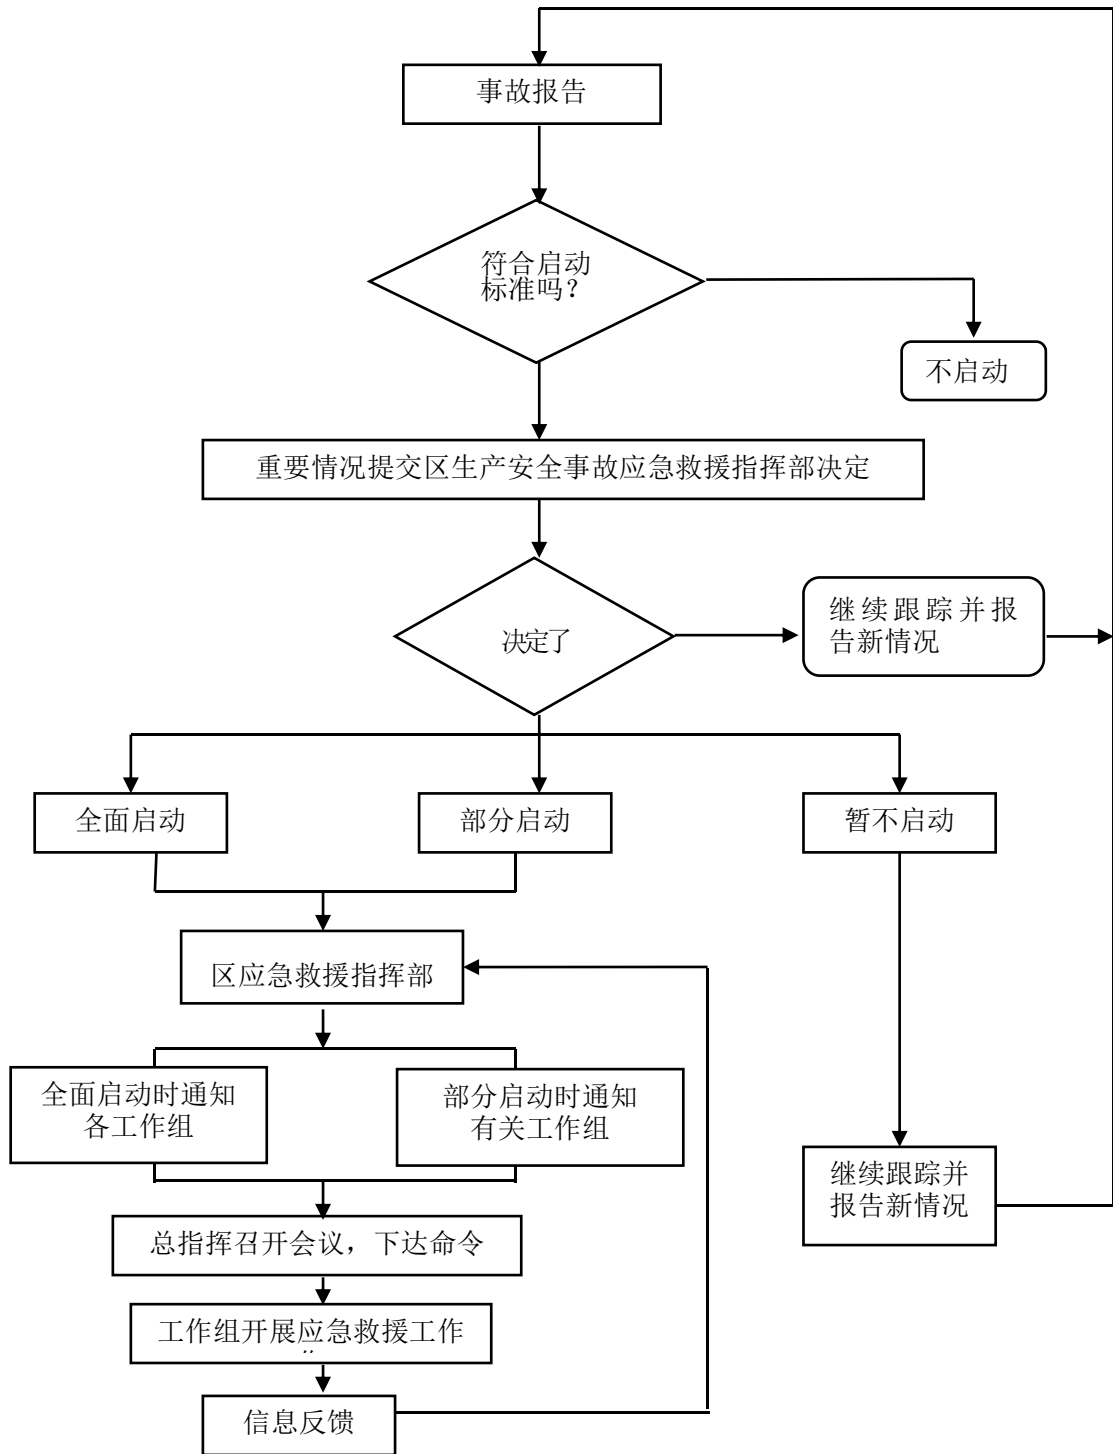 事故报告
符合启动
标准吗？
不启动
重要情况提交区生产安全事故应急救援指挥部决定
决定了
继续跟踪并报
告新情况
全面启动
部分启动
暂不启动
区应急救援指挥部
全面启动时通知
各工作组
部分启动时通知
有关工作组
继续跟踪并
报告新情况
总指挥召开会议，下达命令
工作组开展应急救援工作
信息反馈